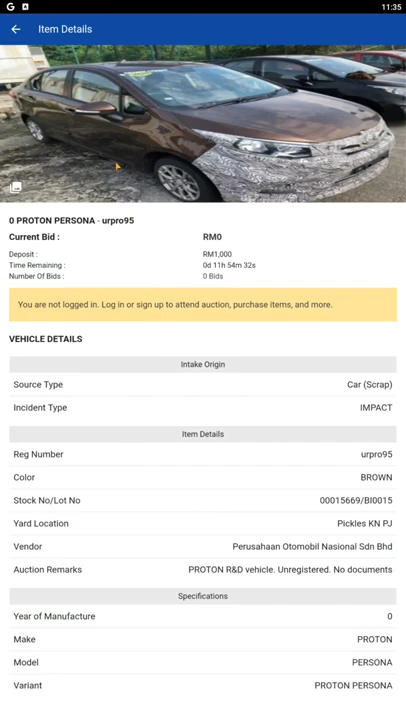 G A 11:35
Item Details
0 PROTON PERSONA - urpro95
Current Bid : RM0
Deposit : RM1,000
Time Remaining : 0d 11h 54m 32s
Number Of Bids : 0 Bids
You are not logged in. Log in or sign up to attend auction, purchase items, and more.
VEHICLE DETAILS
Intake Origin
Source Type Car (Scrap)
Incident Type IMPACT
Item Details
Reg Number urpro95
Color BROWN
Stock No/Lot No 00015669/BI0015
Yard Location Pickles KN PJ
Vendor Perusahaan Otomobil Nasional Sdn Bhd
Auction Remarks PROTON R&D vehicle. Unregistered. No documents
Specifications
Year of Manufacture 0
Make PROTON
Model PERSONA
Variant PROTON PERSONA